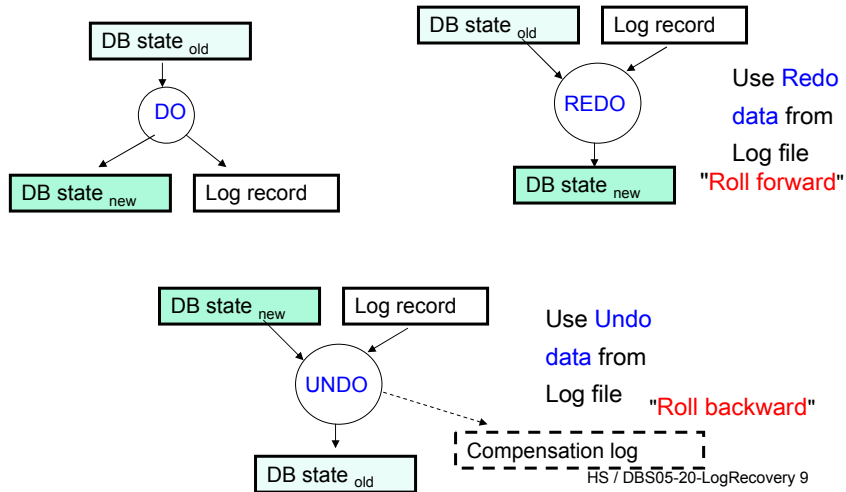 DB state old
DO
DB state new
Log record
DB state old
Log record
REDO
DB state new
Use Redo
data from
Log file
"Roll forward"
DB state new
Log record
UNDO
DB state old
Compensation log
Use Undo
data from
Log file
"Roll backward"
HS / DBS05-20-LogRecovery 9